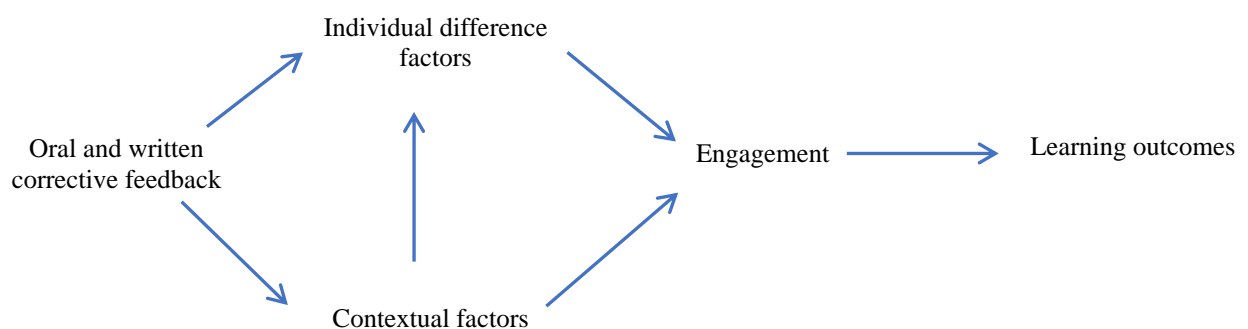 Individual difference
factors
Oral and written
corrective feedback
Engagement
Learning outcomes
Contextual factors